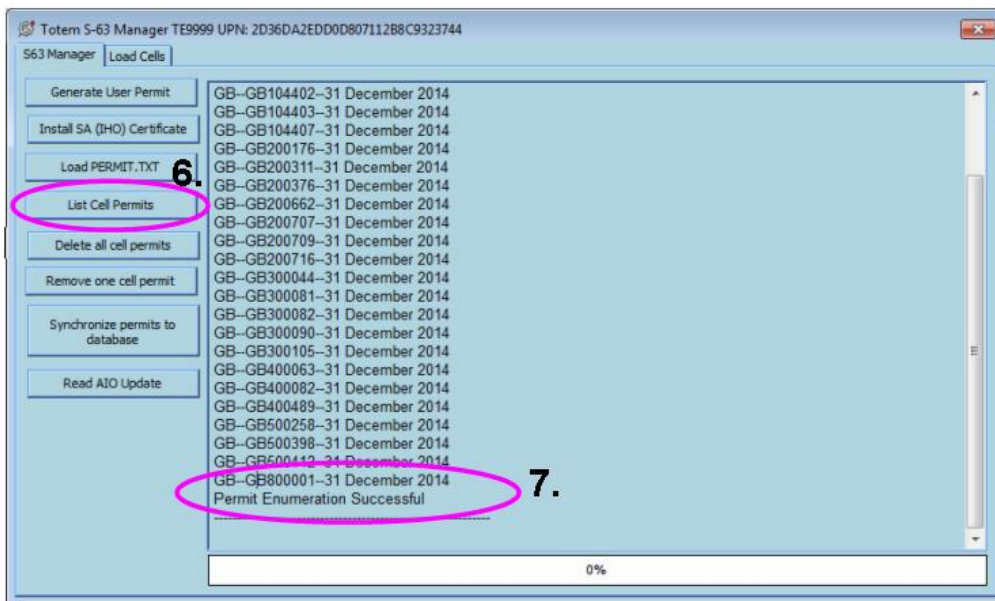 Totem S-63 Manager TE9999 UPN: 2D36DA2EDD0D807112B8C9323744
S63 Manager
Load Cells
Generate User Permit
Install SA (IHO) Certificate
Load PERMIT.TXT
6.
List Cell Permits
Delete all cell permits
Remove one cell permit
Synchronize permits to
database
Read AIO Update
GB--GB104402--31 December 2014
GB--GB104403--31 December 2014
GB--GB104407--31 December 2014
GB--GB200176--31 December 2014
GB--GB200311--31 December 2014
GB--GB200376--31 December 2014
GB--GB200662--31 December 2014
GB--GB200707--31 December 2014
GB--GB200709--31 December 2014
GB--GB200716--31 December 2014
GB--GB300044--31 December 2014
GB--GB300081--31 December 2014
GB--GB300082--31 December 2014
GB--GB300090--31 December 2014
GB--GB300105--31 December 2014
GB--GB400063--31 December 2014
GB--GB400082--31 December 2014
GB--GB400489--31 December 2014
GB--GB500258--31 December 2014
GB--GB500398--31 December 2014
GB--GB500412--31 December 2014
GB--GB800001--31 December 2014
Permit Enumeration Successful
7.
0%